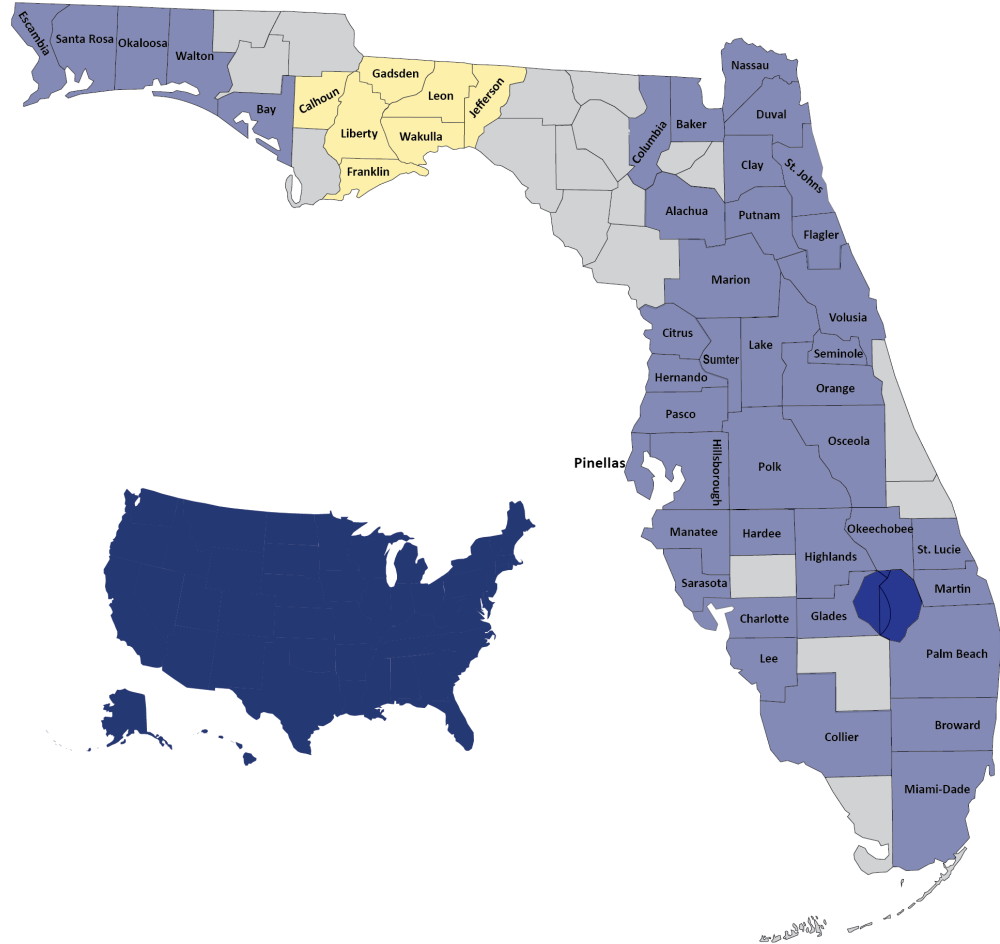 Escambia
Santa Rosa
Okaloosa
Walton
Bay
Calhoun
Gadsden
Leon
Jefferson
Liberty
Wakulla
Franklin
Columbia
Baker
Nassau
Duval
Clay
St. Johns
Alachua
Putnam
Flagler
Marion
Volusia
Citrus
Sumter
Lake
Seminole
Hernando
Orange
Pasco
Pinellas
Hillsborough
Polk
Osceola
Manatee
Hardee
Highlands
Okeechobee
St. Lucie
Sarasota
Charlotte
Glades
Martin
Lee
Palm Beach
Collier
Broward
Miami-Dade